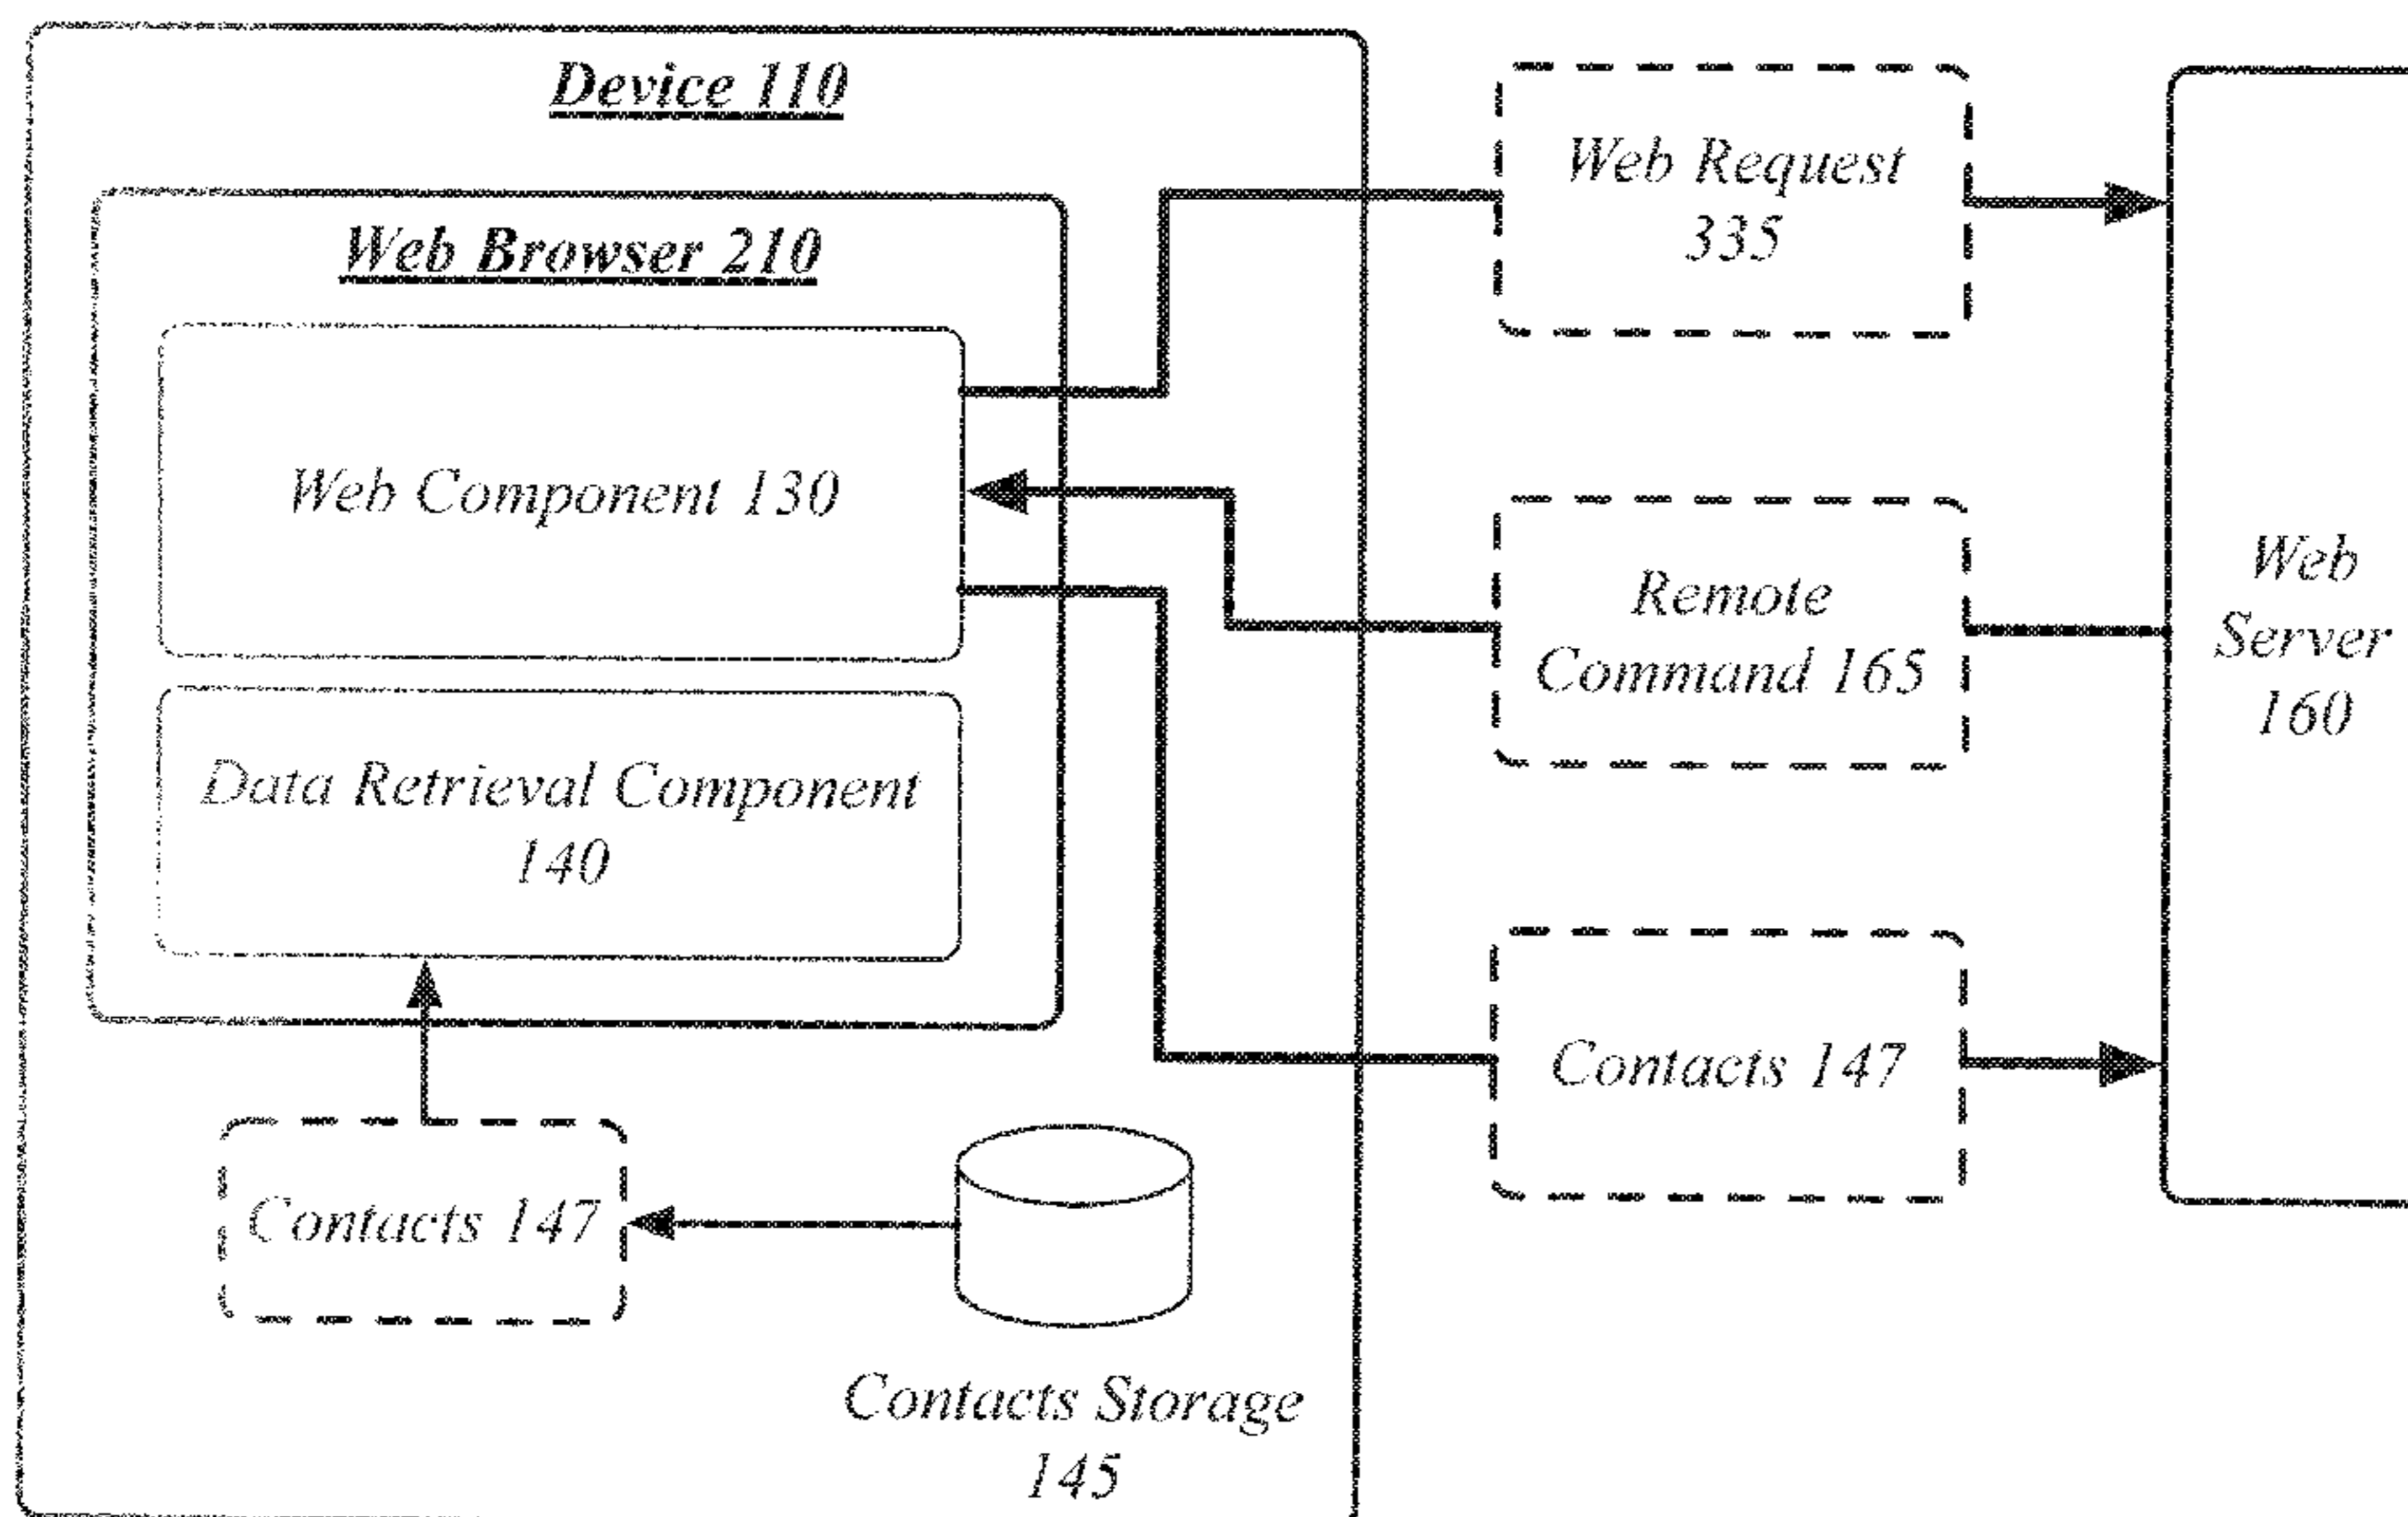 Device 110
Web Browser 210
Web Component 130
Data Retrieval Component
140
Contacts 147
Contacts Storage
145
Web Request
335
Remote
Command 165
Contacts 147
Web
Server
160